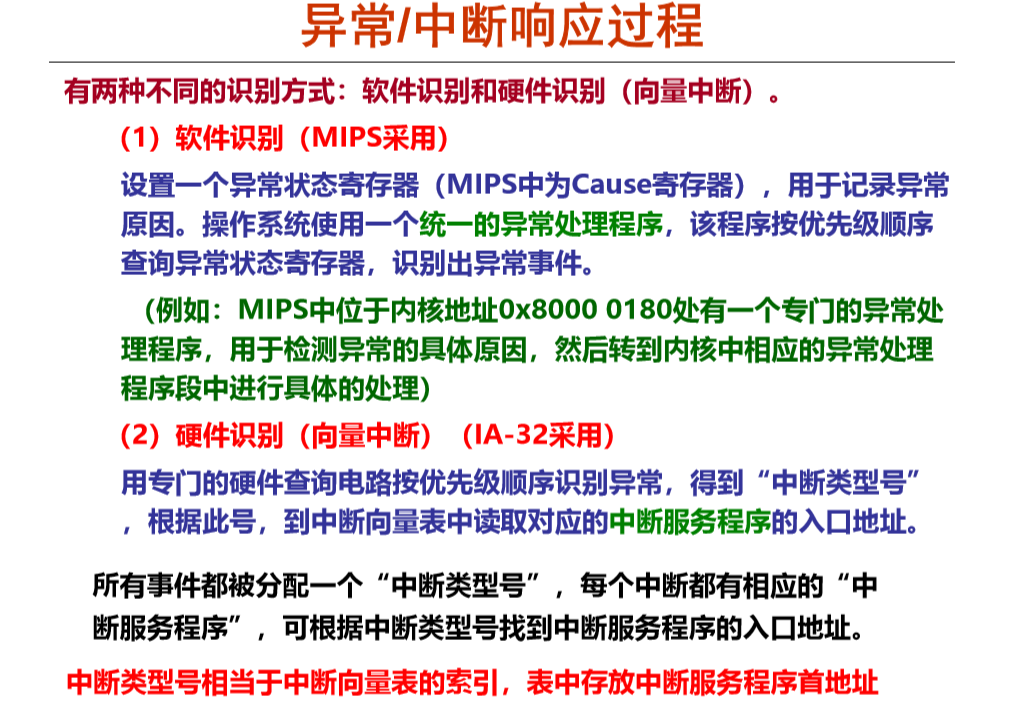 异常/中断响应过程
有两种不同的识别方式：软件识别和硬件识别（向量中断）。
（1）软件识别（MIPS采用）
设置一个异常状态寄存器（MIPS中为Cause寄存器），用于记录异常
原因。操作系统使用一个统一的异常处理程序，该程序按优先级顺序
查询异常状态寄存器，识别出异常事件。
（例如：MIPS中位于内核地址0x8000 0180处有一个专门的异常处
理程序，用于检测异常的具体原因，然后转到内核中相应的异常处理
程序段中进行具体的处理）
（2）硬件识别（向量中断）（IA-32采用）
用专门的硬件查询电路按优先级顺序识别异常，得到“中断类型号”
，根据此号，到中断向量表中读取对应的中断服务程序的入口地址。
所有事件都被分配一个“中断类型号”，每个中断都有相应的“中
断服务程序”，可根据中断类型号找到中断服务程序的入口地址。
中断类型号相当于中断向量表的索引，表中存放中断服务程序首地址